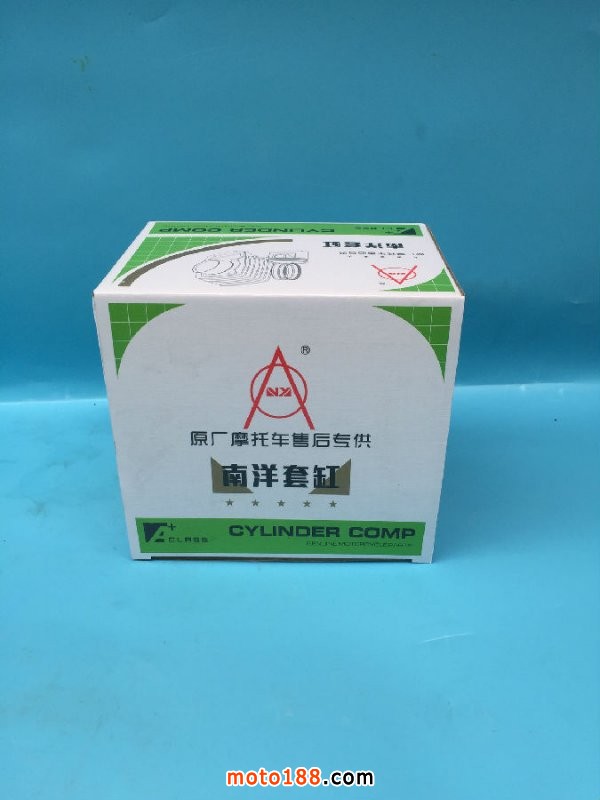 CYLINDER COMP
南洋套缸
®
NX
原厂摩托车售后专供
南洋套缸
A+ CLASS
CYLINDER COMP
moto188.com